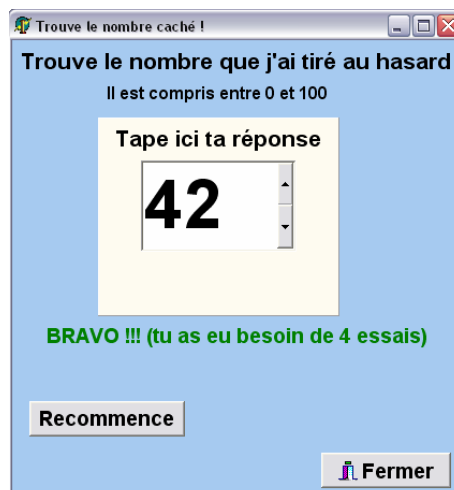 Trouve le nombre caché !
Trouve le nombre que j'ai tiré au hasard
Il est compris entre 0 et 100
Tape ici ta réponse
42
BRAVO !!! (tu as eu besoin de 4 essais)
Recommence
Fermer